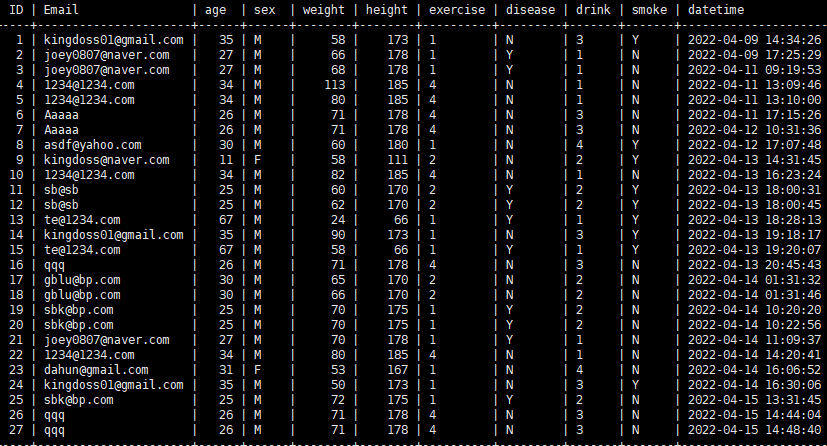 ID | Email | age | sex | weight | height | exercise | disease | drink | smoke | datetime
1 | kingdoss01@gmail.com | 35 | M | 58 | 173 | 1 | N | 3 | Y | 2022-04-09 14:34:26
2 | joey0807@naver.com | 27 | M | 66 | 178 | 1 | Y | 1 | N | 2022-04-09 17:25:29
3 | joey0807@naver.com | 27 | M | 68 | 178 | 1 | Y | 1 | N | 2022-04-11 09:19:53
4 | 1234@1234.com | 34 | M | 113 | 185 | 4 | N | 1 | N | 2022-04-11 13:09:46
5 | 1234@1234.com | 34 | M | 80 | 185 | 4 | N | 1 | N | 2022-04-11 13:10:00
6 | Aaaaa | 26 | M | 71 | 178 | 4 | N | 3 | N | 2022-04-11 17:15:26
7 | Aaaaa | 26 | M | 71 | 178 | 4 | N | 3 | N | 2022-04-12 10:31:36
8 | asdf@yahoo.com | 30 | M | 60 | 180 | 1 | N | 4 | Y | 2022-04-12 17:07:48
9 | kingdoss@naver.com | 11 | F | 58 | 111 | 2 | N | 2 | Y | 2022-04-13 14:31:45
10 | 1234@1234.com | 34 | M | 82 | 185 | 4 | N | 1 | N | 2022-04-13 16:23:24
11 | sb@sb | 25 | M | 60 | 170 | 2 | Y | 2 | Y | 2022-04-13 18:00:31
12 | sb@sb | 25 | M | 62 | 170 | 2 | Y | 2 | Y | 2022-04-13 18:00:45
13 | te@1234.com | 67 | M | 24 | 66 | 1 | Y | 1 | Y | 2022-04-13 18:28:13
14 | kingdoss01@gmail.com | 35 | M | 90 | 173 | 1 | N | 3 | Y | 2022-04-13 19:18:17
15 | te@1234.com | 67 | M | 58 | 66 | 1 | Y | 1 | Y | 2022-04-13 19:20:07
16 | qqq | 26 | M | 71 | 178 | 4 | N | 3 | N | 2022-04-13 20:45:43
17 | gblu@bp.com | 30 | M | 65 | 170 | 2 | N | 2 | N | 2022-04-14 01:31:32
18 | gblu@bp.com | 30 | M | 66 | 170 | 2 | N | 2 | N | 2022-04-14 01:31:46
19 | sbk@bp.com | 25 | M | 70 | 175 | 1 | Y | 2 | N | 2022-04-14 10:20:20
20 | sbk@bp.com | 25 | M | 70 | 175 | 1 | Y | 2 | N | 2022-04-14 10:22:56
21 | joey0807@naver.com | 27 | M | 70 | 178 | 1 | Y | 1 | N | 2022-04-14 11:09:37
22 | 1234@1234.com | 34 | M | 80 | 185 | 4 | N | 1 | N | 2022-04-14 14:20:41
23 | dahun@gmail.com | 31 | F | 53 | 167 | 1 | N | 4 | N | 2022-04-14 16:06:52
24 | kingdoss01@gmail.com | 35 | M | 50 | 173 | 1 | N | 3 | Y | 2022-04-14 16:30:06
25 | sbk@bp.com | 25 | M | 72 | 175 | 1 | Y | 2 | N | 2022-04-15 13:31:45
26 | qqq | 26 | M | 71 | 178 | 4 | N | 3 | N | 2022-04-15 14:44:04
27 | qqq | 26 | M | 71 | 178 | 4 | N | 3 | N | 2022-04-15 14:48:40